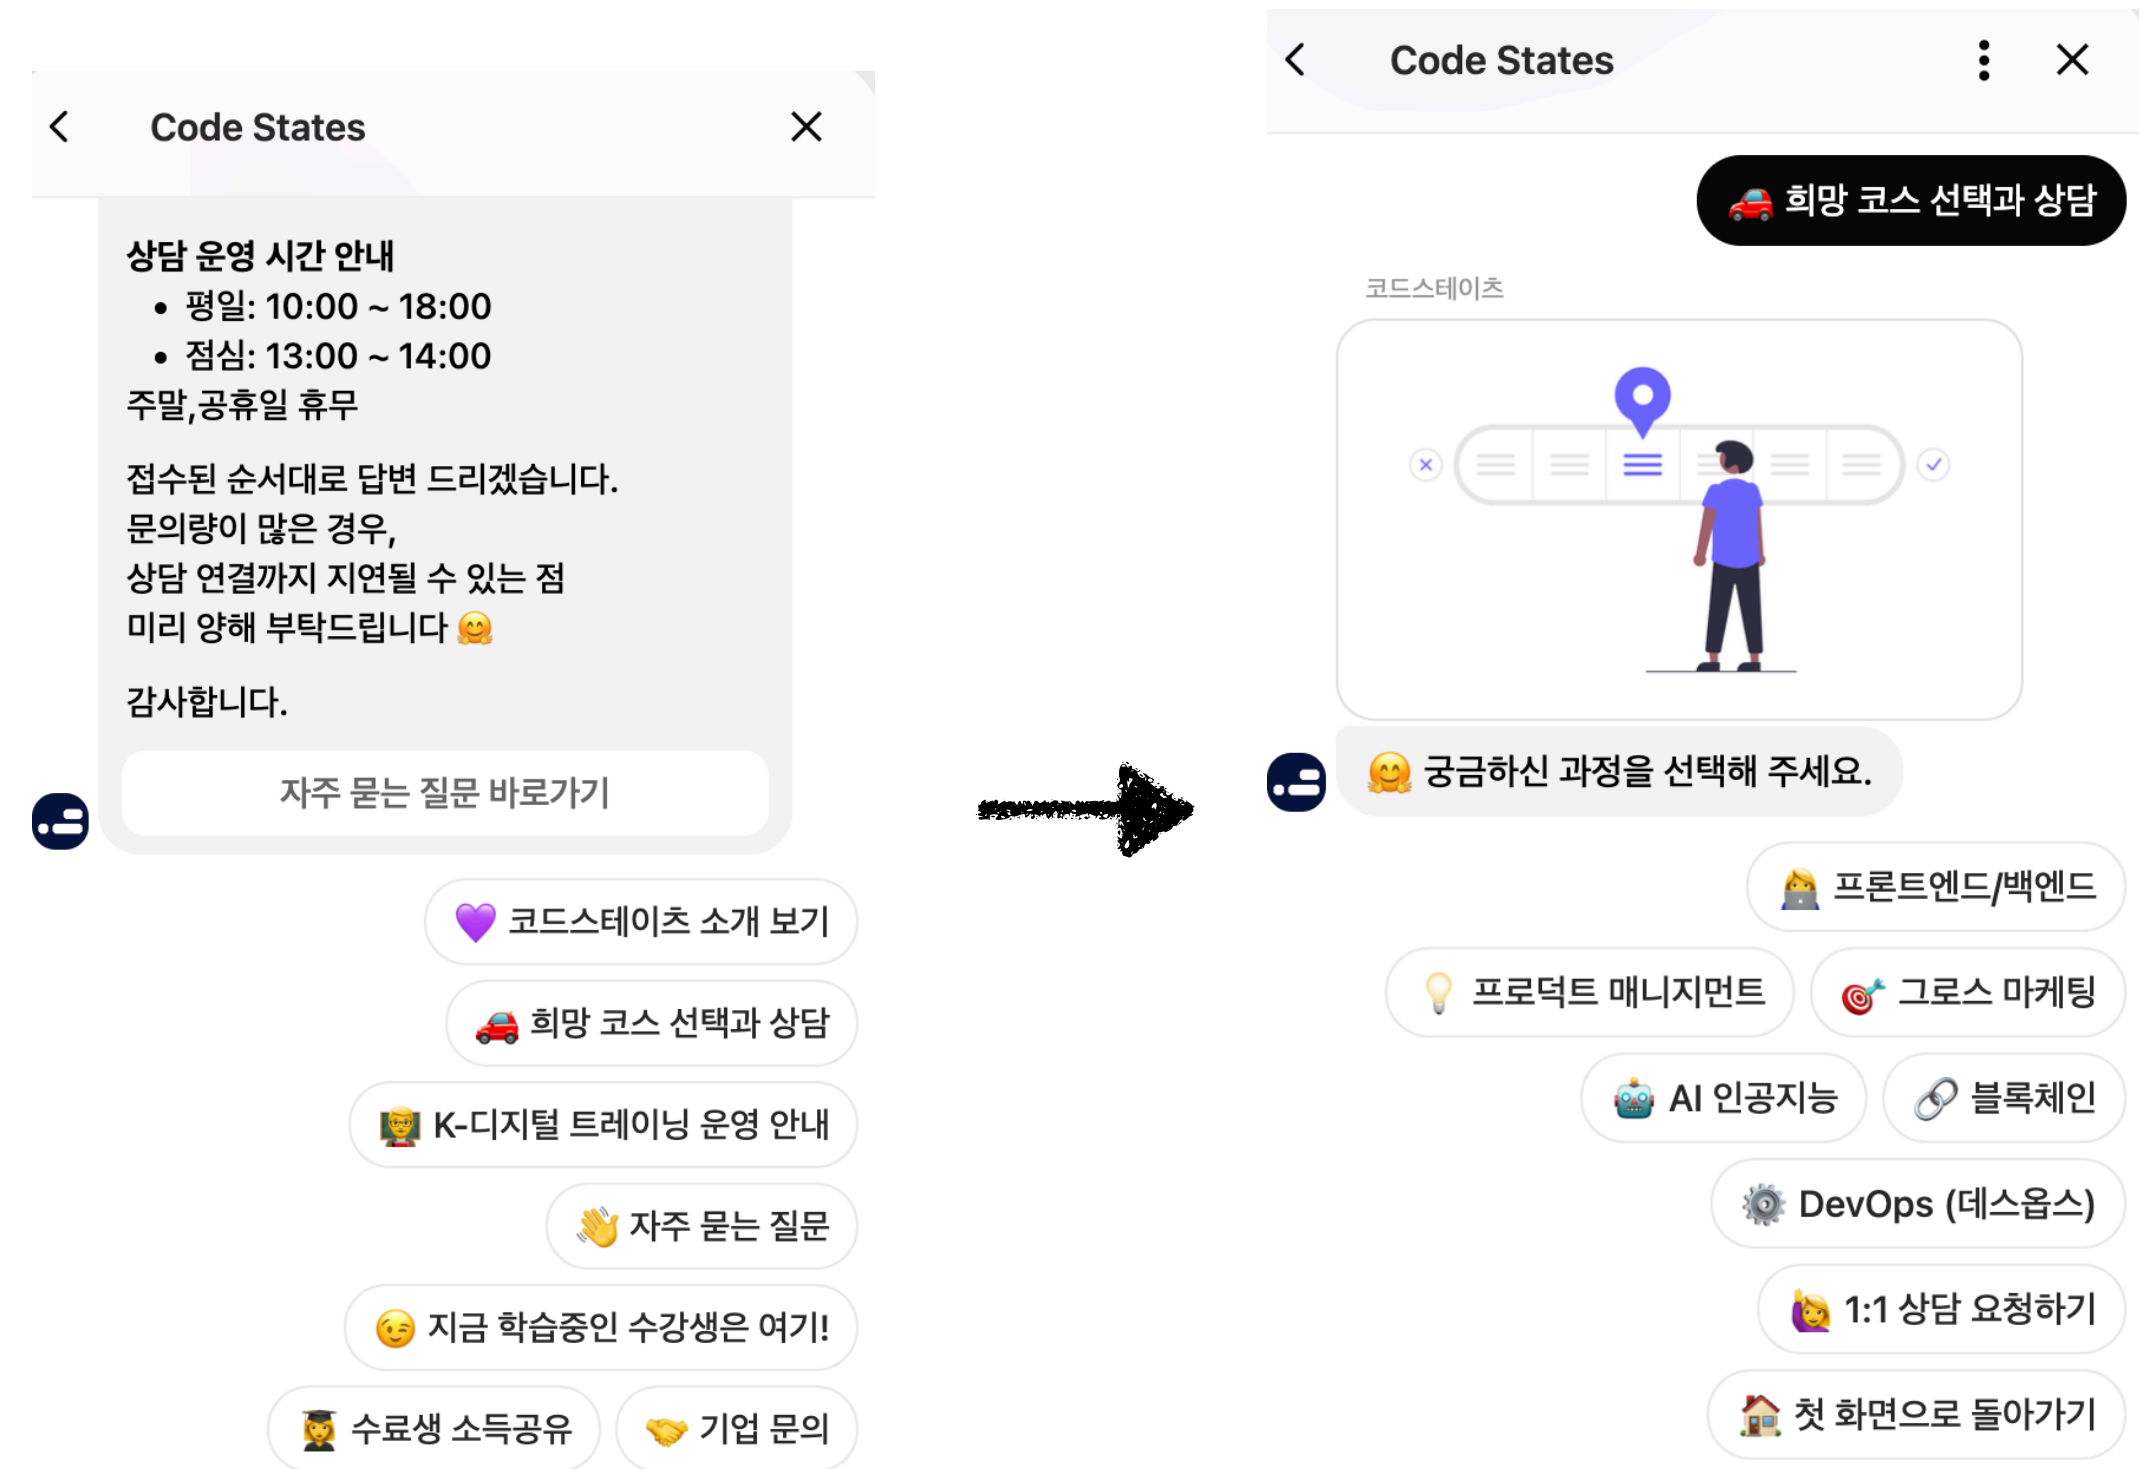 Code States
상담 운영 시간 안내
• 평일: 10:00 ~ 18:00
• 점심: 13:00 ~ 14:00
주말,공휴일 휴무
접수된 순서대로 답변 드리겠습니다.
문의량이 많은 경우,
상담 연결까지 지연될 수 있는 점
미리 양해 부탁드립니다 🤗
감사합니다.
자주 묻는 질문 바로가기
💜 코드스테이츠 소개 보기
🚗 희망 코스 선택과 상담
👨‍🏫 K-디지털 트레이닝 운영 안내
👋 자주 묻는 질문
😉 지금 학습중인 수강생은 여기!
👩‍🎓 수료생 소득공유
🤝 기업 문의
Code States
🚗 희망 코스 선택과 상담
코드스테이츠
🤗 궁금하신 과정을 선택해 주세요.
👩‍💻 프론트엔드/백엔드
💡 프로덕트 매니지먼트
🎯 그로스 마케팅
🤖 AI 인공지능
🔗 블록체인
⚙️ DevOps (데스옵스)
🙋‍♀️ 1:1 상담 요청하기
🏠 첫 화면으로 돌아가기